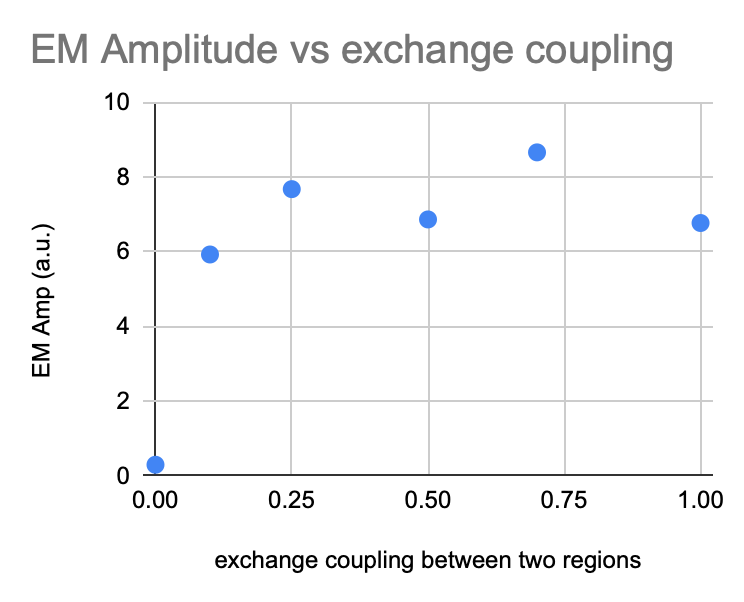 EM Amplitude vs exchange coupling
10
8
6
4
2
0
EM Amp (a.u.)
0.00 0.25 0.50 0.75 1.00
exchange coupling between two regions